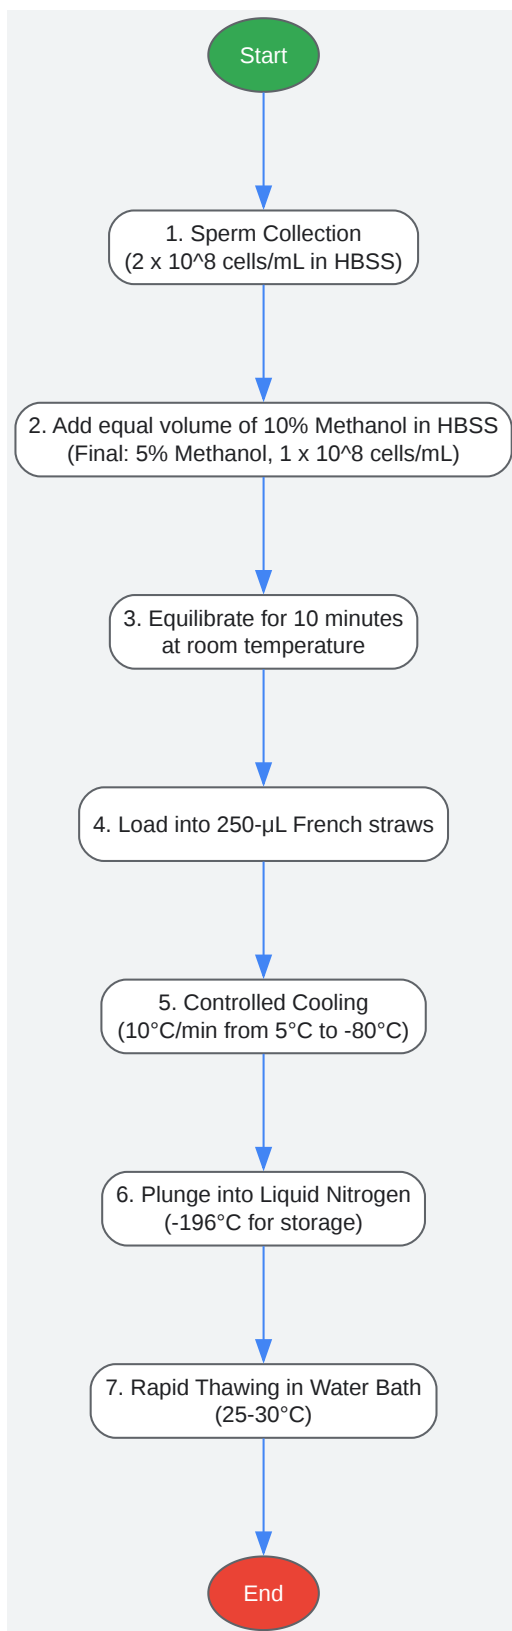 Start
1. Sperm Collection
(2 x 10^8 cells/mL in HBSS)
2. Add equal volume of 10% Methanol in HBSS
(Final: 5% Methanol, 1 x 10^8 cells/mL)
3. Equilibrate for 10 minutes
at room temperature
4. Load into 250-μL French straws
5. Controlled Cooling
(10°C/min from 5°C to -80°C)
6. Plunge into Liquid Nitrogen
(-196°C for storage)
7. Rapid Thawing in Water Bath
(25-30°C)
End